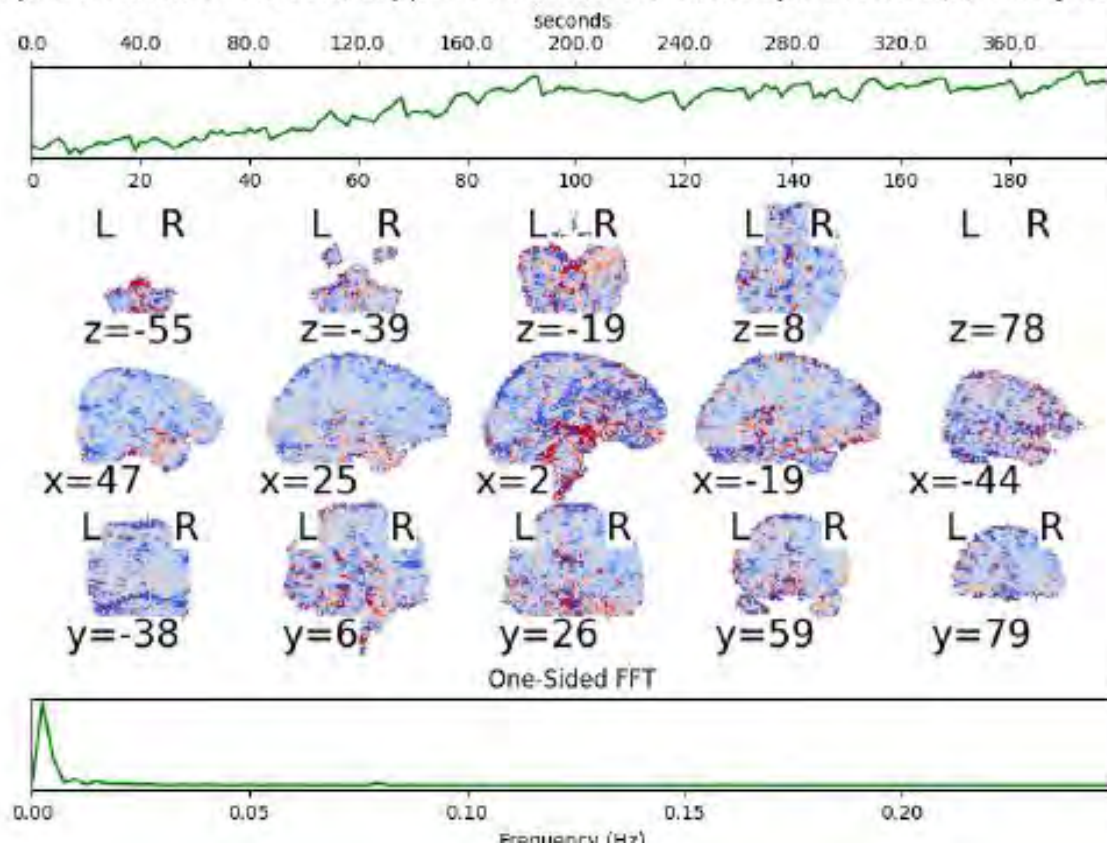 seconds
0.0 40.0 80.0 120.0 160.0 200.0 240.0 280.0 320.0 360.0
0 20 40 60 80 100 120 140 160 180
L R L R L R L R L R
z=-55 z=-39 z=-19 z=8 z=78
x=47 x=25 x=2 x=-19 x=-44
L R L R L R L R L R
y=-38 y=6 y=26 y=59 y=79
One-Sided FFT
0.00 0.05 0.10 0.15 0.20
Frequency (Hz)